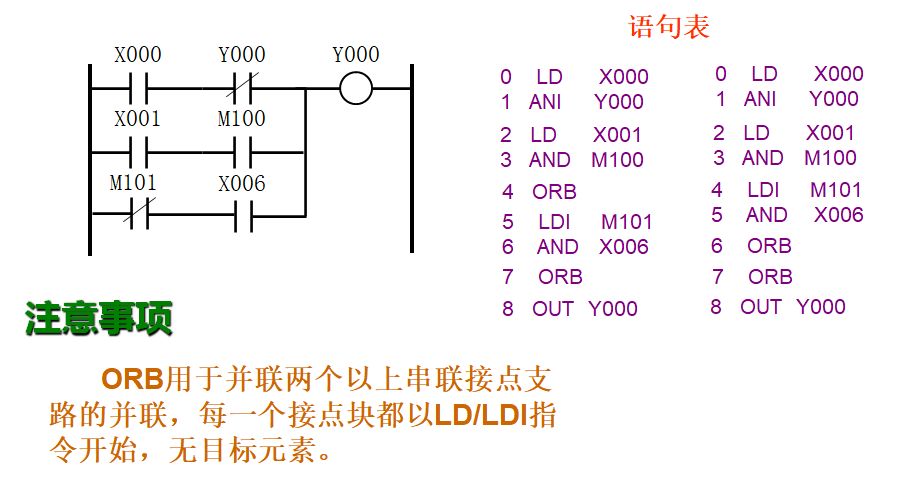 语句表
X000 Y000 Y000
X001 M100
M101 X006
0 LD X000
1 ANI Y000
2 LD X001
3 AND M100
4 ORB
5 LDI M101
6 AND X006
7 ORB
8 OUT Y000
0 LD X000
1 ANI Y000
2 LD X001
3 AND M100
4 LDI M101
5 AND X006
6 ORB
7 ORB
8 OUT Y000
注意事项
ORB用于并联两个以上串联接点支
路的并联，每一个接点块都以LD/LDI指
令开始，无目标元素。